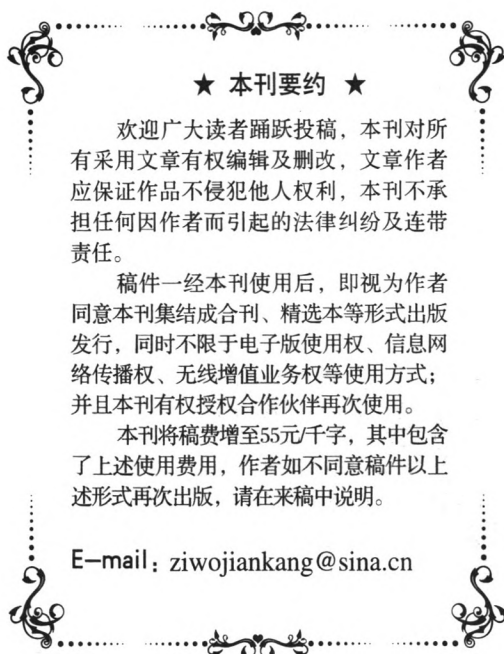 ★ 本刊要约 ★
欢迎广大读者踊跃投稿，本刊对所
有采用文章有权编辑及删改，文章作者
应保证作品不侵犯他人权利，本刊不承
担任何因作者而引起的法律纠纷及连带
责任。
稿件一经本刊使用后，即视为作者
同意本刊集结成合刊、精选本等形式出版
发行，同时不限于电子版使用权、信息网
络传播权、无线增值业务权等使用方式；
并且本刊有权授权合作伙伴再次使用。
本刊将稿费增至55元/千字，其中包含
了上述使用费用，作者如不同意稿件以上
述形式再次出版，请在来稿中说明。
E-mail：ziwojiankang@sina.cn